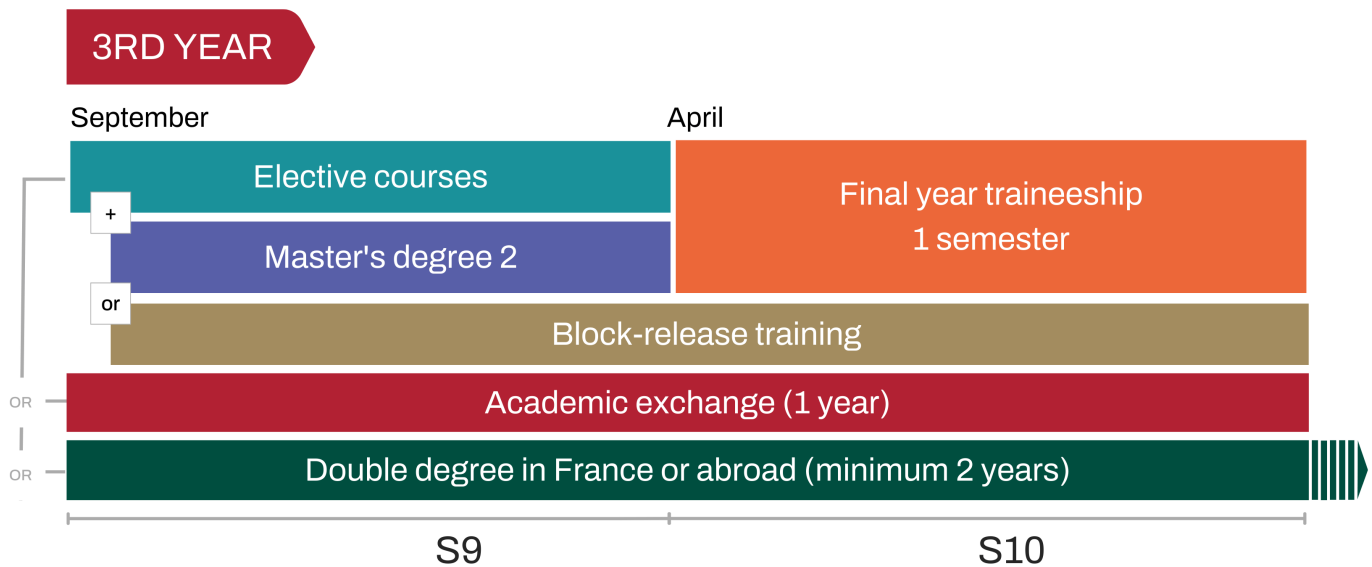 3RD YEAR
September
April
Elective courses
+
Master's degree 2
Final year traineeship
1 semester
or
Block-release training
OR
Academic exchange (1 year)
OR
Double degree in France or abroad (minimum 2 years)
S9
S10